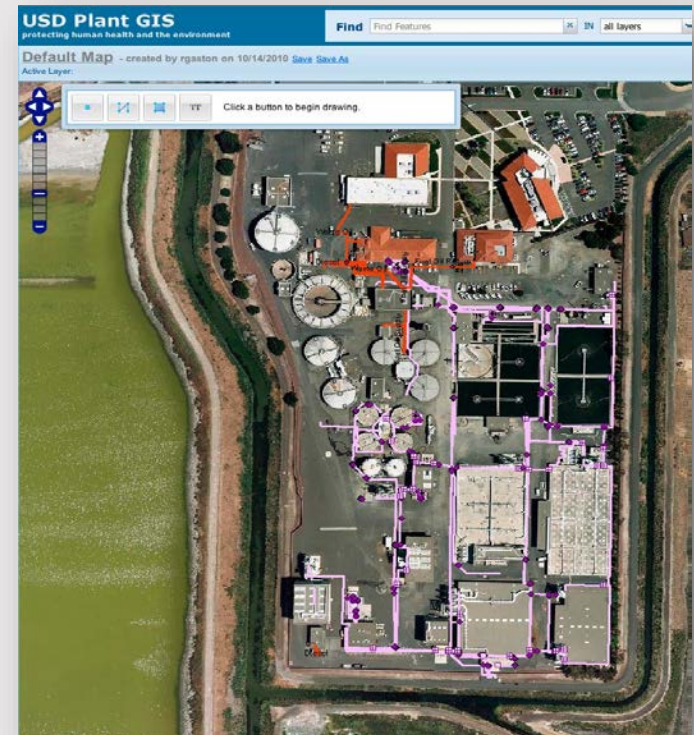 USD Plant GIS
protecting human health and the environment
Find Find Features IN all layers
Default Map - created by rgaston on 10/14/2010 Save Save As
Active Layer:
TT Click a button to begin drawing.